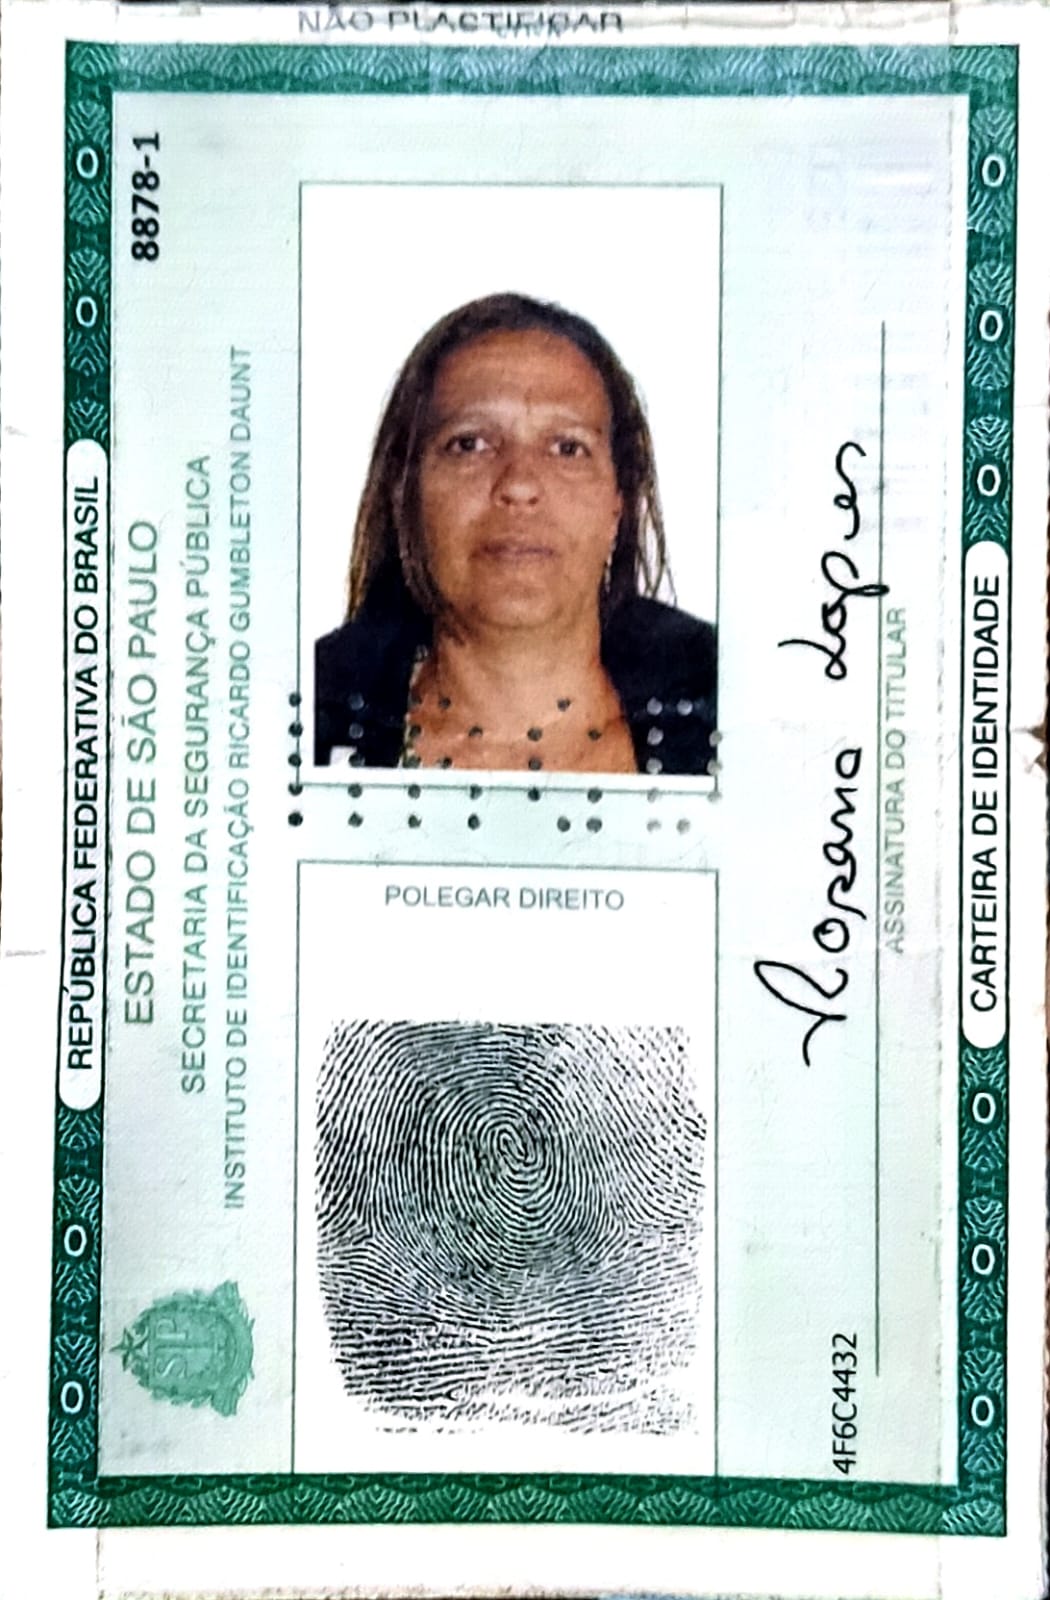 NÃO PLASTIFICAR
REPÚBLICA FEDERATIVA DO BRASIL
ESTADO DE SÃO PAULO
8878-1
SECRETARIA DA SEGURANÇA PÚBLICA
INSTITUTO DE IDENTIFICAÇÃO RICARDO GUMBLETON DAUNT
SP
POLEGAR DIREITO
Rosana Lopes
ASSINATURA DO TITULAR
4F6C4432
CARTEIRA DE IDENTIDADE